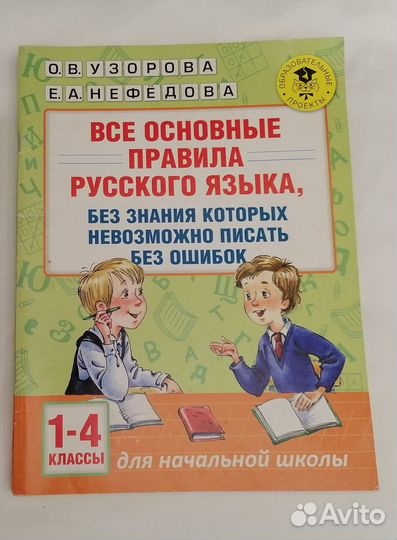 О.В. УЗОРОВА
Е.А. НЕФЁДОВА
ОБРАЗОВАТЕЛЬНЫЕ
ПРОЕКТЫ
ВСЕ ОСНОВНЫЕ
ПРАВИЛА
РУССКОГО ЯЗЫКА,
БЕЗ ЗНАНИЯ КОТОРЫХ
НЕВОЗМОЖНО ПИСАТЬ
БЕЗ ОШИБОК
1-4
КЛАССЫ
для начальной школы
Avito